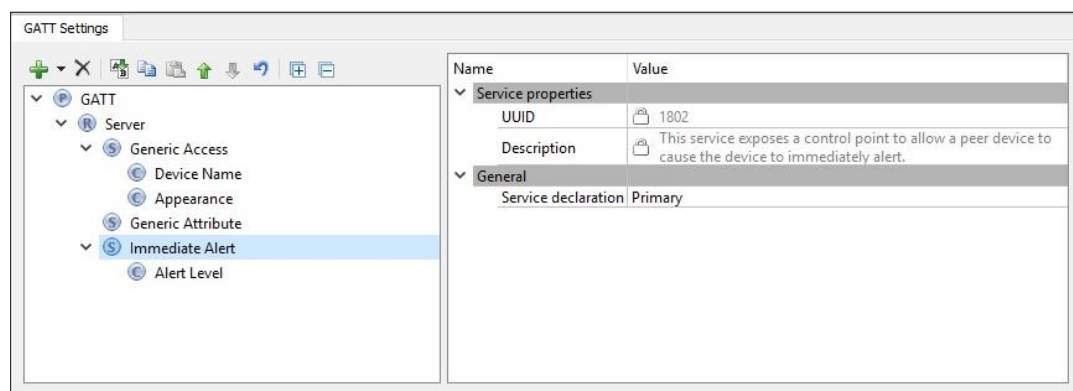 GATT Settings
GATT
Server
Generic Access
Device Name
Appearance
Generic Attribute
Immediate Alert
Alert Level
Name Value
Service properties
UUID 1802
Description This service exposes a control point to allow a peer device to
cause the device to immediately alert.
General
Service declaration Primary